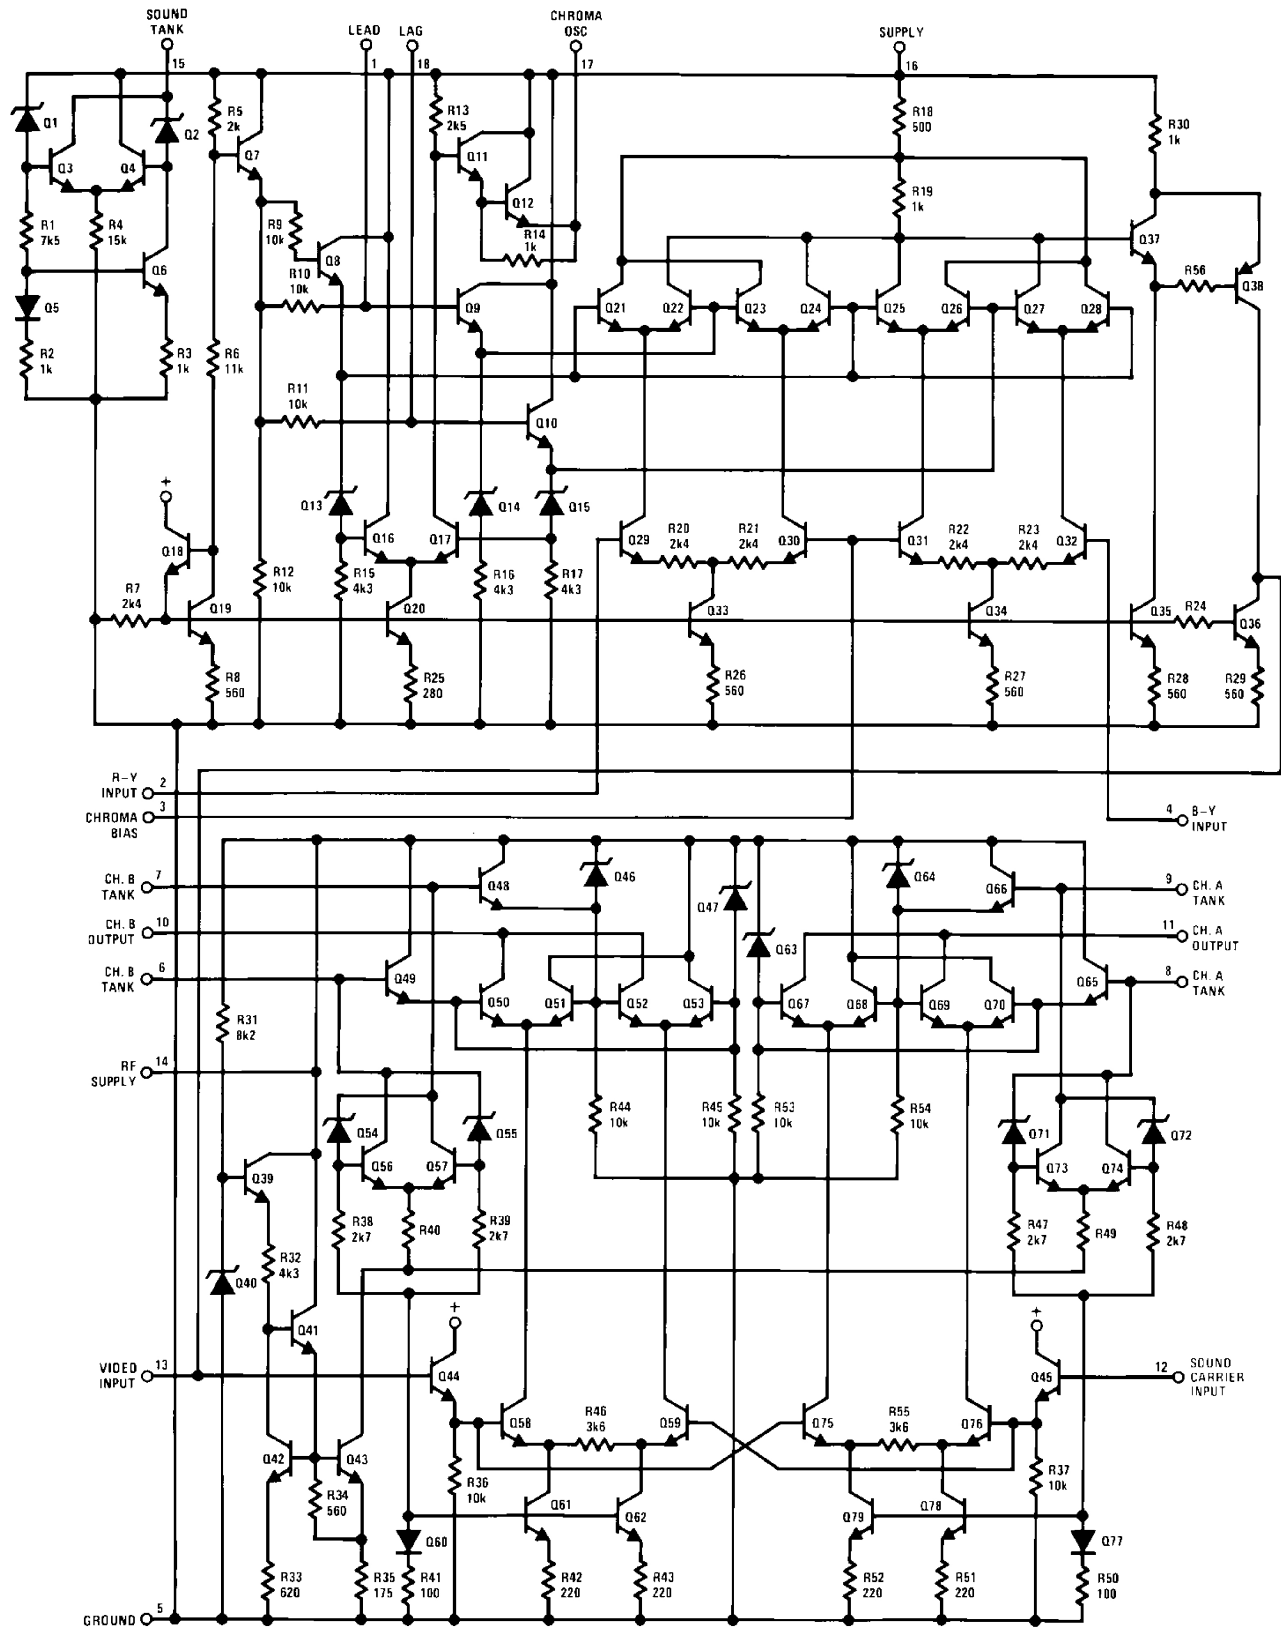 SOUND
TANK
15
LEAD
1
LAG
18
CHROMA
OSC
17
SUPPLY
16
Q1
Q2
R5
2k
Q3
Q4
Q7
R13
2k5
Q11
Q12
R14
1k
R18
500
R19
1k
R30
1k
R1
7k5
R4
15k
R9
10k
Q8
Q6
R10
10k
Q9
Q5
Q21
Q22
Q23
Q24
Q25
Q26
Q27
Q28
Q37
R56
Q38
R2
1k
R3
1k
R6
11k
R11
10k
Q10
+
Q13
Q14
Q15
Q18
Q16
Q17
Q29
R20
2k4
R21
2k4
Q30
Q31
R22
2k4
R23
2k4
Q32
R12
10k
R15
4k3
R16
4k3
R17
4k3
R7
2k4
Q19
Q20
Q33
Q34
Q35
R24
Q36
R8
560
R25
280
R26
560
R27
560
R28
560
R29
560
R-Y
INPUT
2
CHROMA
BIAS
3
4
B-Y
INPUT
CH. B
TANK
7
Q48
Q46
Q47
Q64
Q66
9
CH. A
TANK
CH. B
OUTPUT
10
Q63
11
CH. A
OUTPUT
CH. B
TANK
6
Q49
Q50
Q51
Q52
Q53
Q67
Q68
Q69
Q70
Q65
8
CH. A
TANK
R31
8k2
RF
SUPPLY
14
R44
10k
R45
10k
R53
10k
R54
10k
Q54
Q55
Q71
Q72
Q39
Q56
Q57
Q73
Q74
R38
2k7
R40
R39
2k7
R47
2k7
R49
R48
2k7
R32
4k3
Q40
Q41
+
+
VIDEO
INPUT
13
Q44
Q45
12
SOUND
CARRIER
INPUT
Q58
R46
3k6
Q59
Q75
R55
3k6
Q76
Q42
Q43
R34
560
R36
10k
R37
10k
Q61
Q62
Q79
Q78
Q60
Q77
R33
620
R35
175
R41
100
R42
220
R43
220
R52
220
R51
220
R50
100
GROUND
5